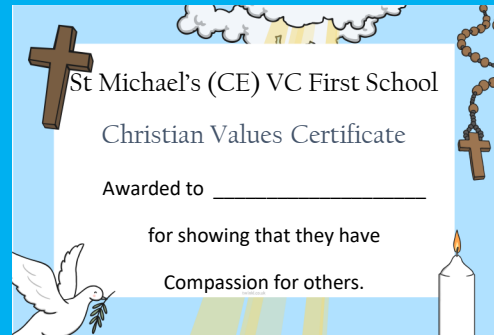 St Michael's (CE) VC First School
Christian Values Certificate
Awarded to ____________________
for showing that they have
Compassion for others.